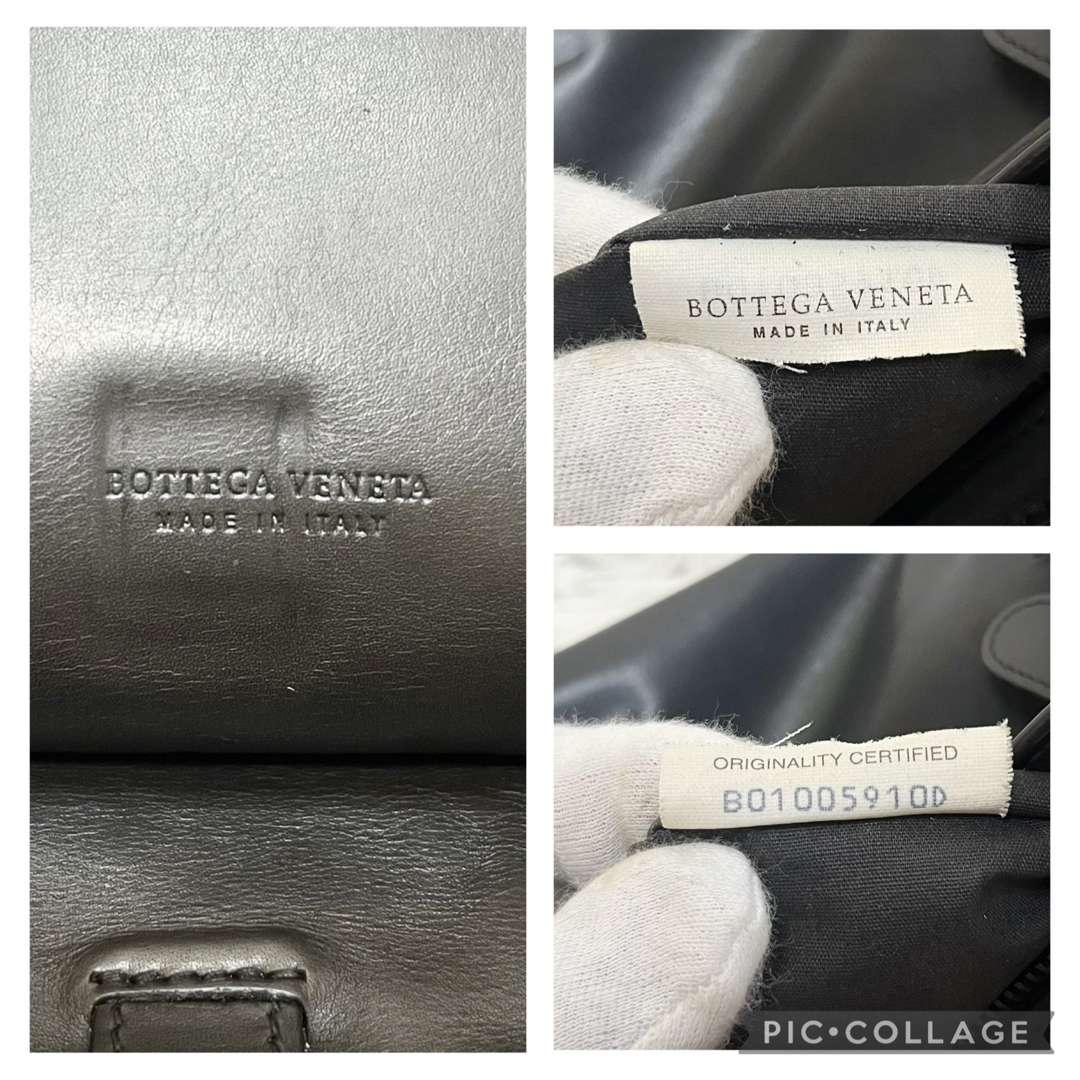 BOTTEGA VENETA
MADE IN ITALY
BOTTEGA VENETA
MADE IN ITALY
ORIGINALITY CERTIFIED
B01005910D
PIC•COLLAGE